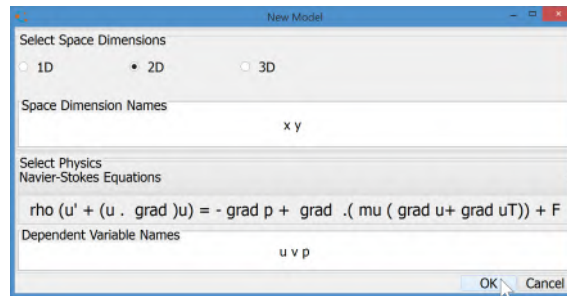 New Model
Select Space Dimensions
1D 2D 3D
Space Dimension Names
x y
Select Physics
Navier-Stokes Equations
rho (u' + (u . grad )u) = - grad p + grad .( mu ( grad u+ grad uT)) + F
Dependent Variable Names
u v p
OK Cancel